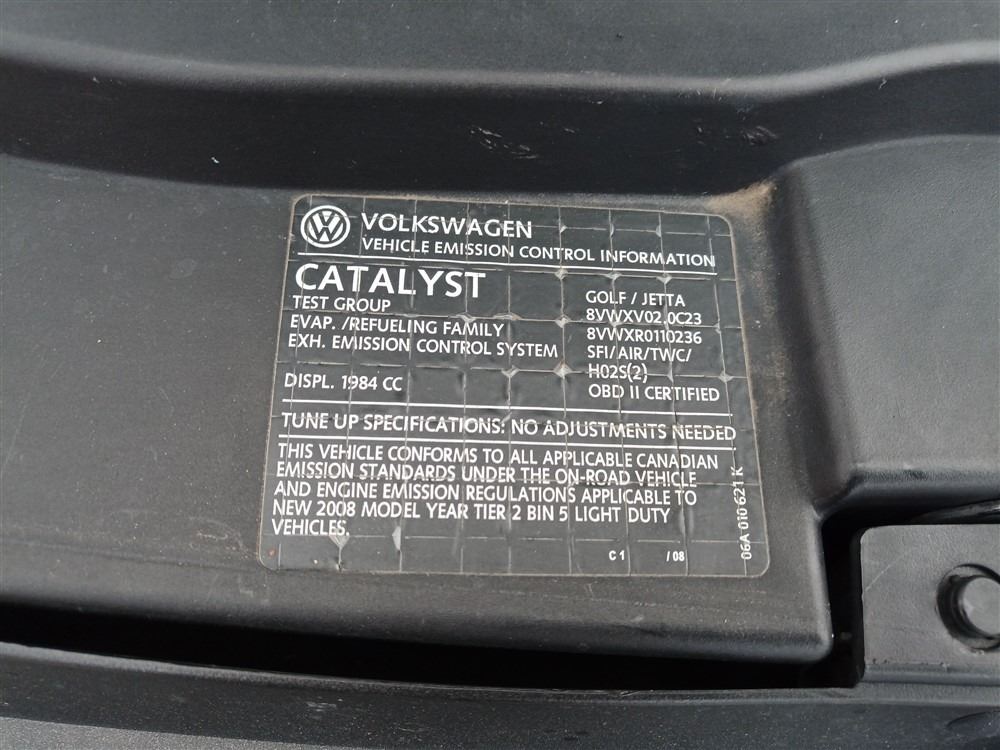 VOLKSWAGEN
VEHICLE EMISSION CONTROL INFORMATION
CATALYST
GOLF / JETTA
TEST GROUP 8VWXV02.0C23
EVAP. /REFUELING FAMILY 8VWXR0110236
EXH. EMISSION CONTROL SYSTEM SFI/AIR/TWC/
H02S(2)
DISPL. 1984 CC OBD II CERTIFIED
TUNE UP SPECIFICATIONS: NO ADJUSTMENTS NEEDED
THIS VEHICLE CONFORMS TO ALL APPLICABLE CANADIAN
EMISSION STANDARDS UNDER THE ON-ROAD VEHICLE
AND ENGINE EMISSION REGULATIONS APPLICABLE TO
NEW 2008 MODEL YEAR TIER 2 BIN 5 LIGHT DUTY
VEHICLES.
C 1 / 08
06A 010 621 K